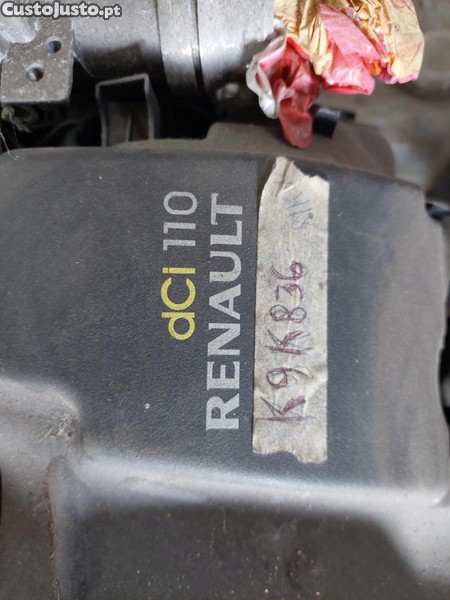 CustoJusto.pt
dCi 110
RENAULT
K9K836